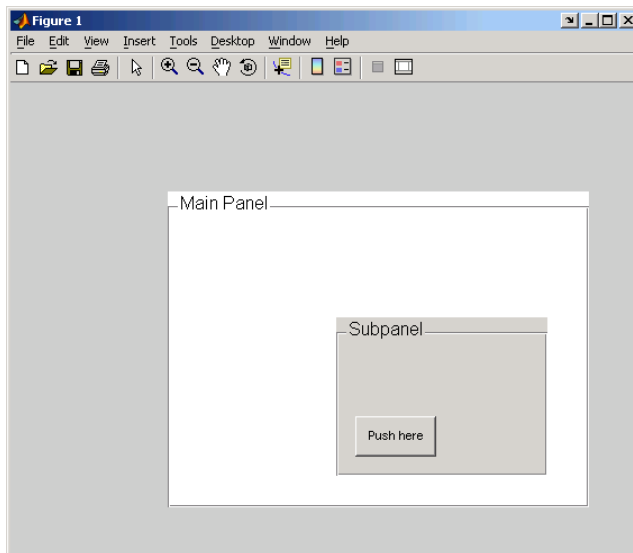 Figure 1
File Edit View Insert Tools Desktop Window Help
Main Panel
Subpanel
Push here